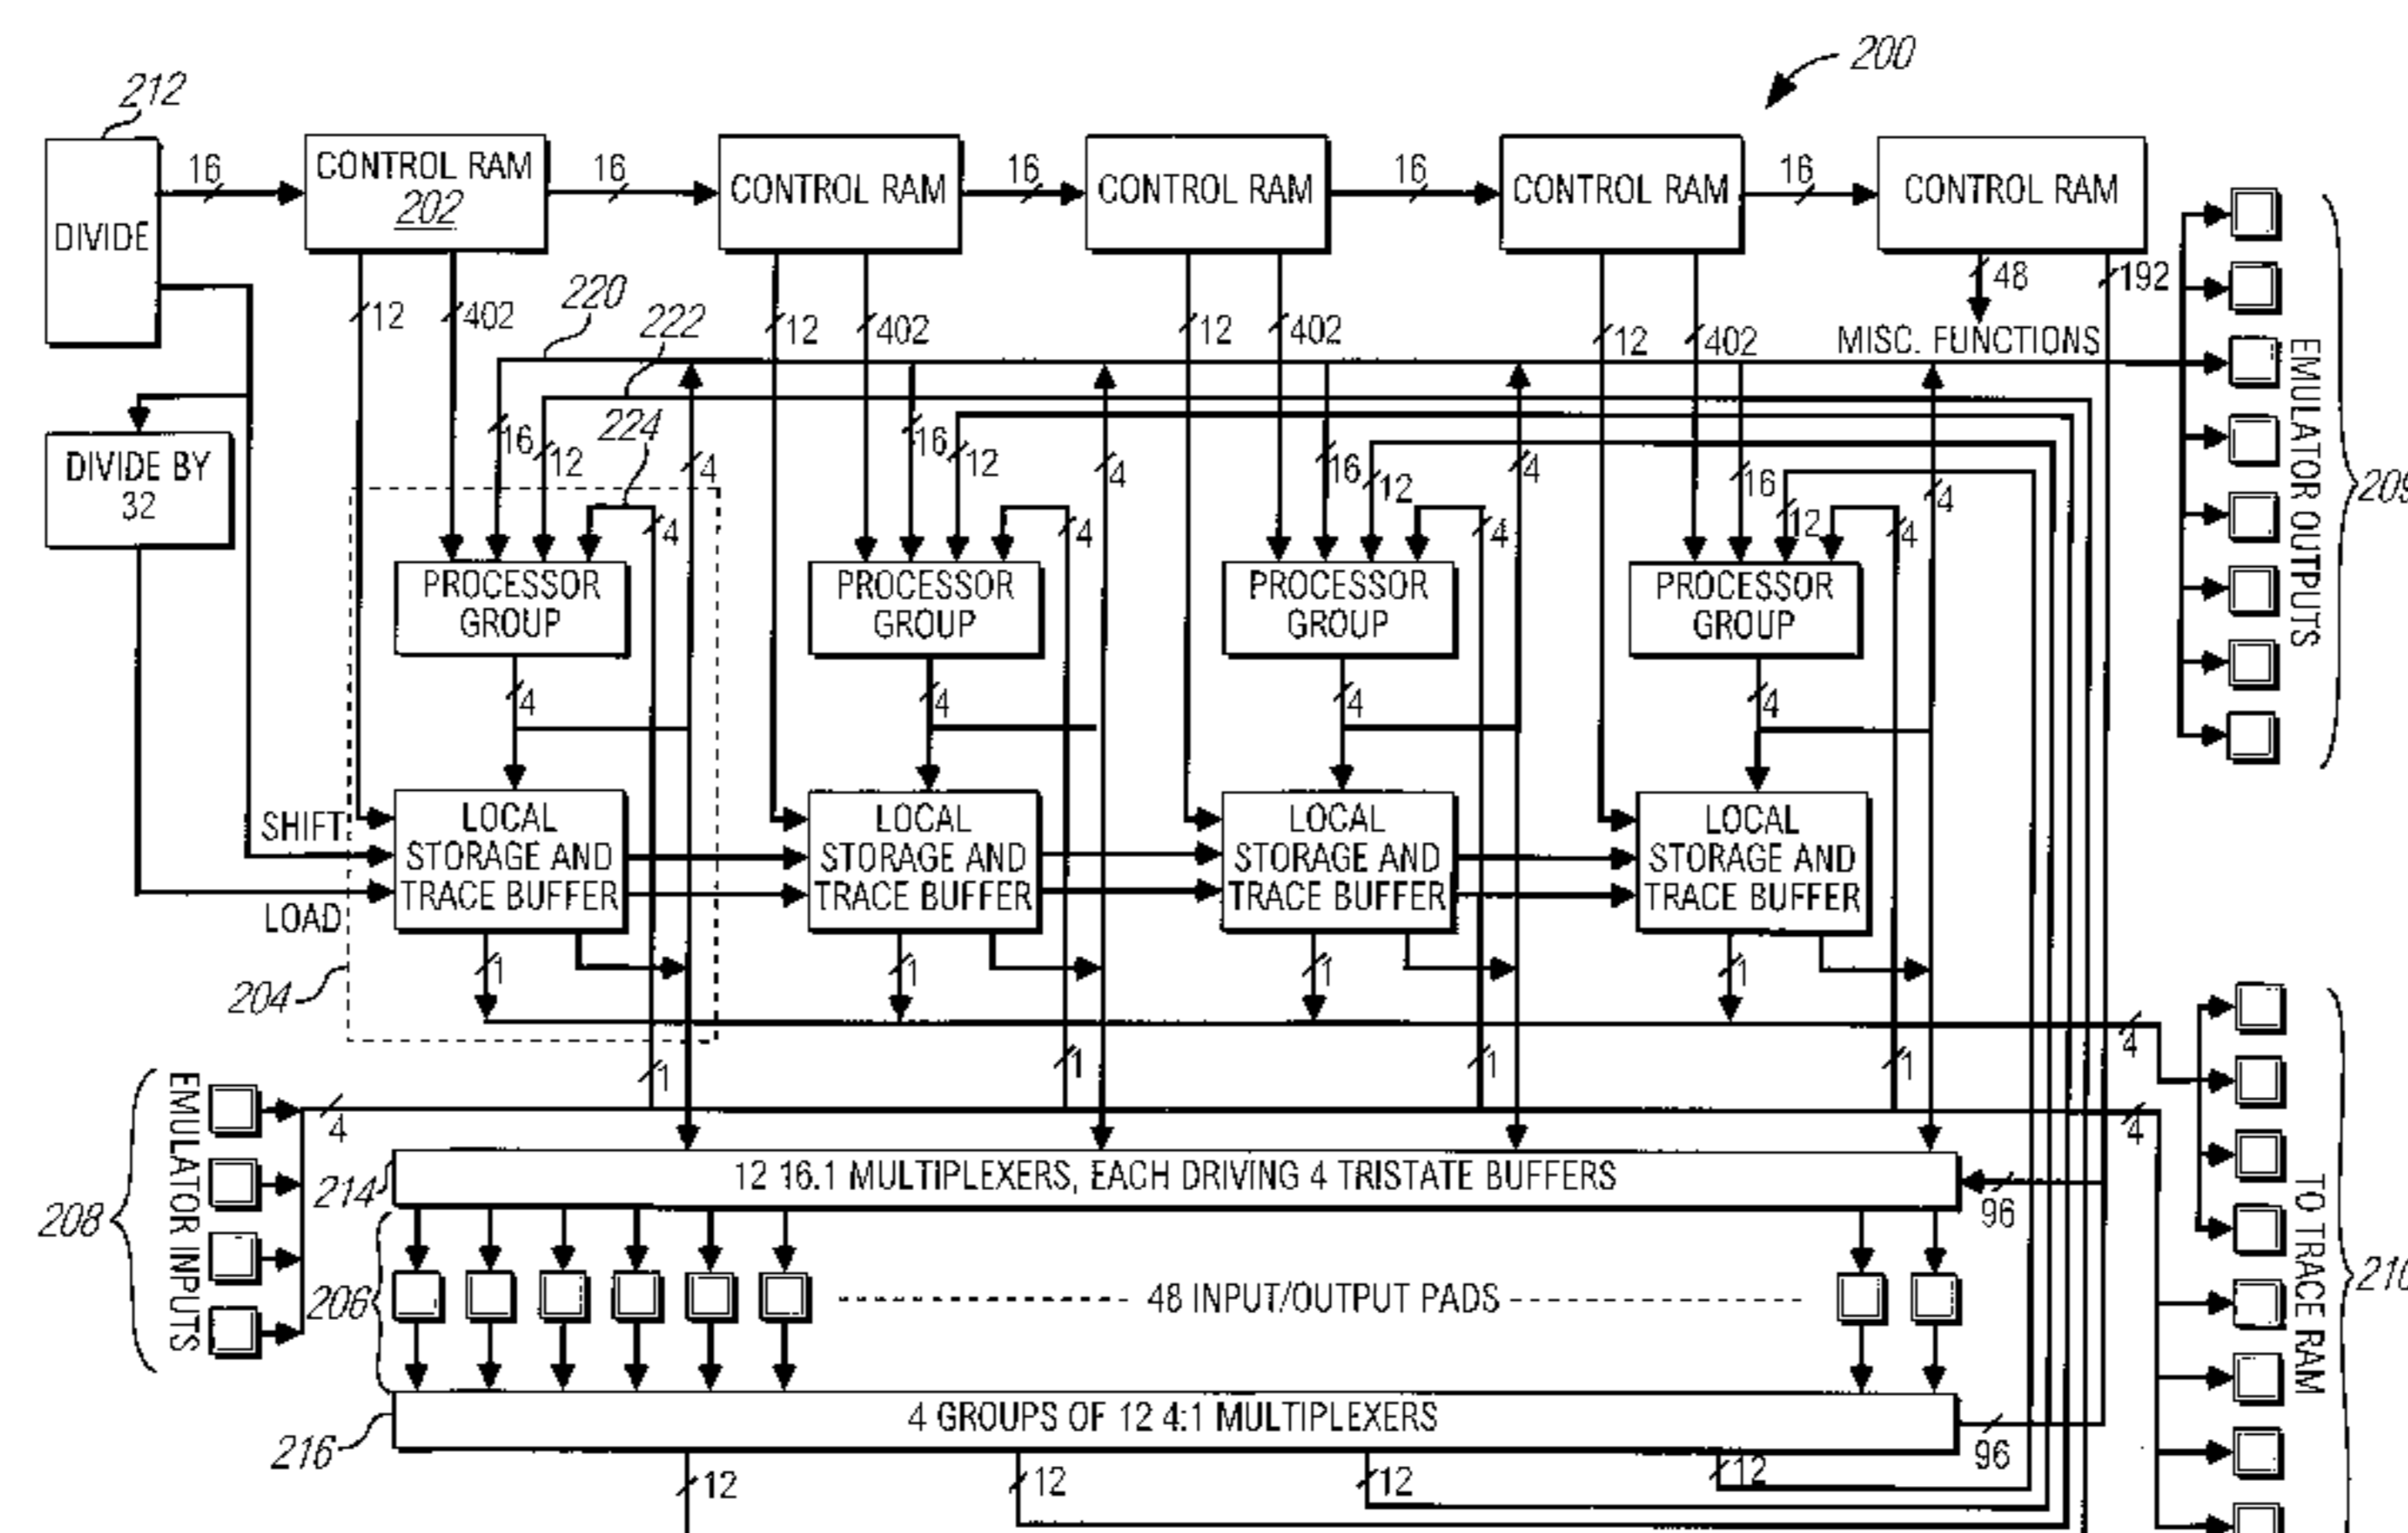 200
212
DIVIDE
16
CONTROL RAM
202
16
CONTROL RAM
16
CONTROL RAM
16
CONTROL RAM
16
CONTROL RAM
12
402
220
222
12
402
12
402
12
402
48
192
MISC. FUNCTIONS
EMULATOR OUTPUTS
DIVIDE BY
32
16
12
224
4
16
12
4
16
12
4
16
12
4
4
4
4
4
PROCESSOR
GROUP
PROCESSOR
GROUP
PROCESSOR
GROUP
PROCESSOR
GROUP
4
4
4
4
SHIFT
LOAD
LOCAL
STORAGE AND
TRACE BUFFER
LOCAL
STORAGE AND
TRACE BUFFER
LOCAL
STORAGE AND
TRACE BUFFER
LOCAL
STORAGE AND
TRACE BUFFER
204
1
1
1
1
4
1
1
1
1
208
EMULATOR INPUTS
4
4
214
12 16.1 MULTIPLEXERS, EACH DRIVING 4 TRISTATE BUFFERS
96
TO TRACE RAM
206
48 INPUT/OUTPUT PADS
216
4 GROUPS OF 12 4:1 MULTIPLEXERS
96
12
12
12
12